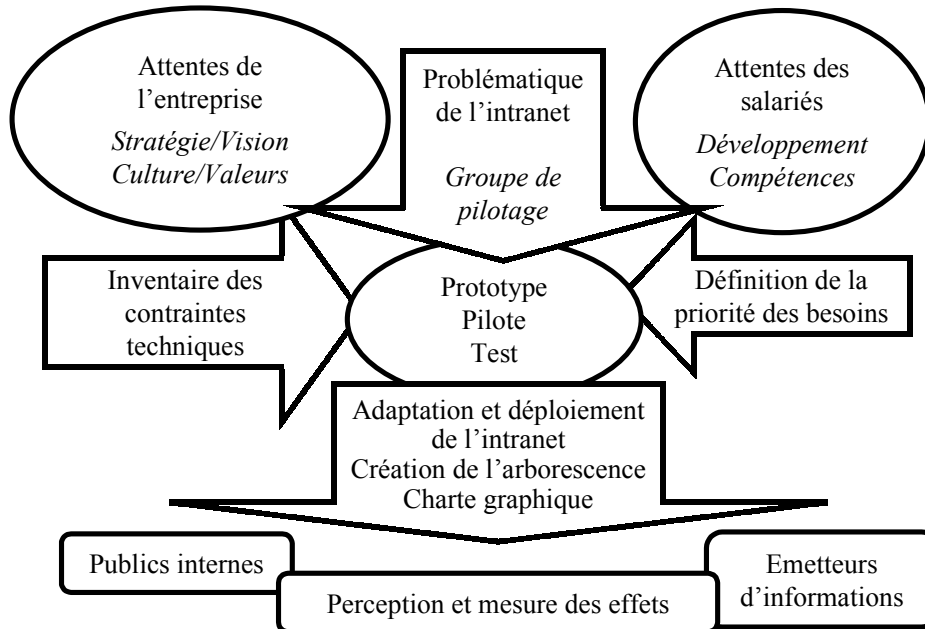 Attentes de
l’entreprise
Stratégie/Vision
Culture/Valeurs
Problématique
de l’intranet
Groupe de
pilotage
Attentes des
salariés
Développement
Compétences
Inventaire des
contraintes
techniques
Prototype
Pilote
Test
Définition de la
priorité des besoins
Adaptation et déploiement
de l’intranet
Création de l’arborescence
Charte graphique
Publics internes
Perception et mesure des effets
Emetteurs
d’informations